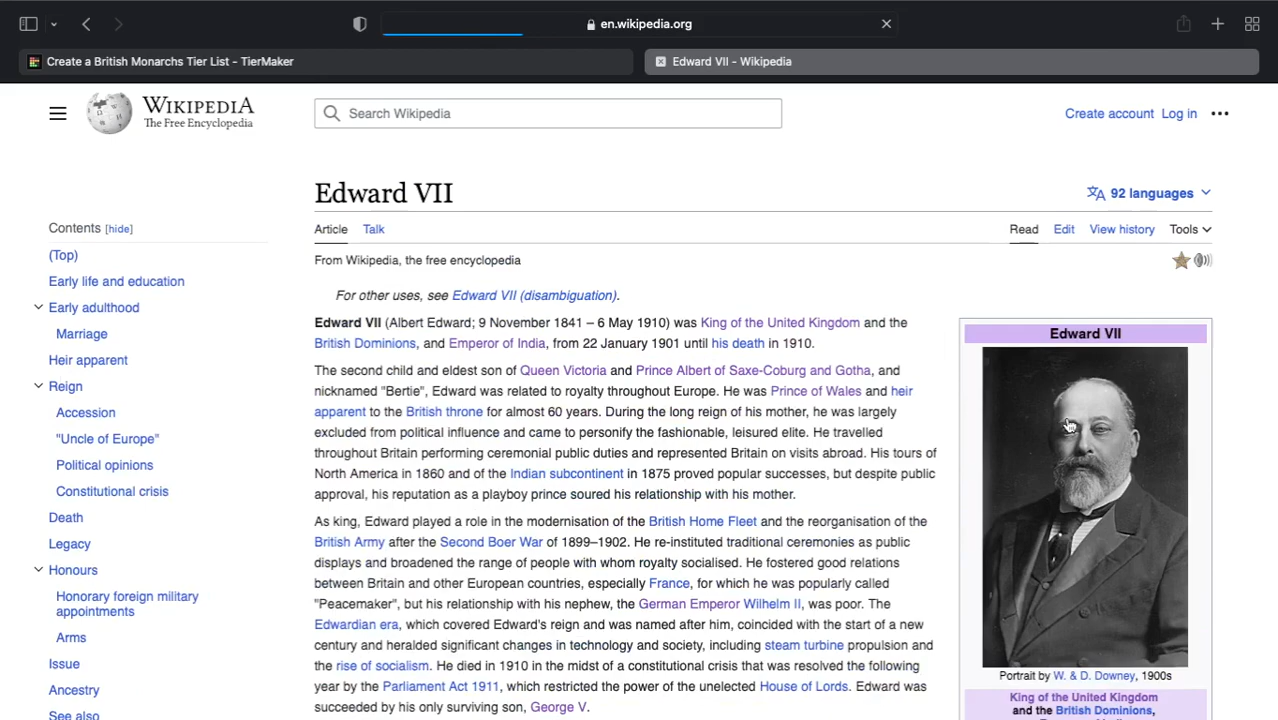 en.wikipedia.org
Create a British Monarchs Tier List - TierMaker
Edward VII - Wikipedia
WIKIPEDIA
The Free Encyclopedia
Search Wikipedia
Create account Log in
Edward VII
92 languages
Contents [hide]
Article Talk
Read Edit View history Tools
(Top)
From Wikipedia, the free encyclopedia
Early life and education
For other uses, see Edward VII (disambiguation).
Early adulthood
Marriage
Heir apparent
Reign
Accession
"Uncle of Europe"
Political opinions
Constitutional crisis
Death
Legacy
Honours
Honorary foreign military
appointments
Arms
Issue
Ancestry
See also
Edward VII (Albert Edward; 9 November 1841 – 6 May 1910) was King of the United Kingdom and the
British Dominions, and Emperor of India, from 22 January 1901 until his death in 1910.
The second child and eldest son of Queen Victoria and Prince Albert of Saxe-Coburg and Gotha, and
nicknamed "Bertie", Edward was related to royalty throughout Europe. He was Prince of Wales and heir
apparent to the British throne for almost 60 years. During the long reign of his mother, he was largely
excluded from political influence and came to personify the fashionable, leisured elite. He travelled
throughout Britain performing ceremonial public duties and represented Britain on visits abroad. His tours of
North America in 1860 and of the Indian subcontinent in 1875 proved popular successes, but despite public
approval, his reputation as a playboy prince soured his relationship with his mother.
As king, Edward played a role in the modernisation of the British Home Fleet and the reorganisation of the
British Army after the Second Boer War of 1899–1902. He re-instituted traditional ceremonies as public
displays and broadened the range of people with whom royalty socialised. He fostered good relations
between Britain and other European countries, especially France, for which he was popularly called
"Peacemaker", but his relationship with his nephew, the German Emperor Wilhelm II, was poor. The
Edwardian era, which covered Edward's reign and was named after him, coincided with the start of a new
century and heralded significant changes in technology and society, including steam turbine propulsion and
the rise of socialism. He died in 1910 in the midst of a constitutional crisis that was resolved the following
year by the Parliament Act 1911, which restricted the power of the unelected House of Lords. Edward was
succeeded by his only surviving son, George V.
Edward VII
Portrait by W. & D. Downey, 1900s
King of the United Kingdom
and the British Dominions,